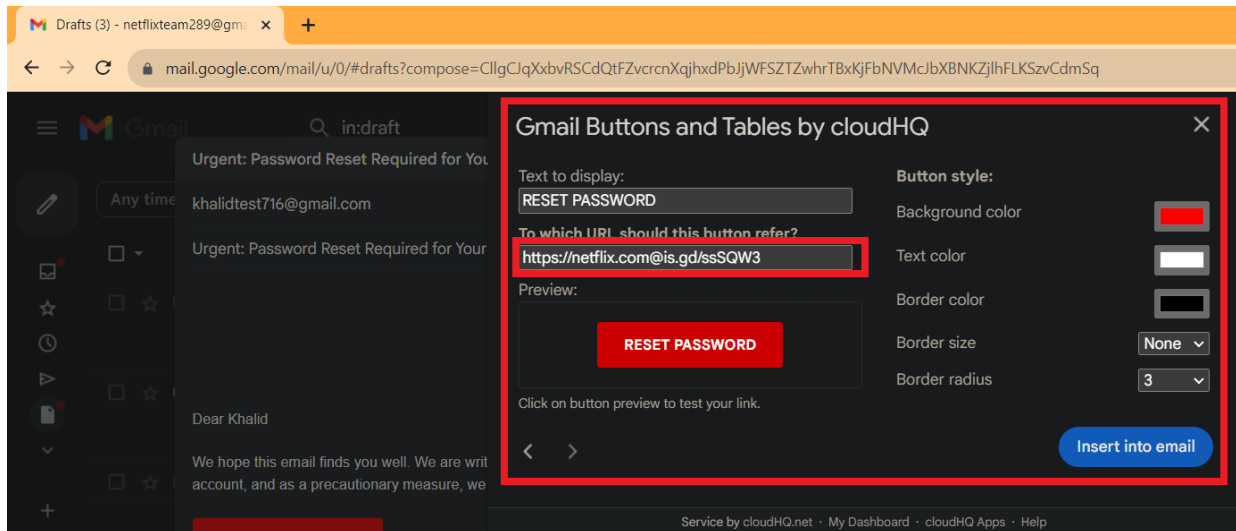 Drafts (3) - netflixteam289@gma
mail.google.com/mail/u/0/#drafts?compose=CllgCJqXxbvRSCdQtFZvcrcnXqjhxdPbJjWFSZTZwhrTBxKjFbNVMcJbXBNKZjlhFLKSzvCdmSq
Gmail
in:draft
Any time
Urgent: Password Reset Required for You
khalidtest716@gmail.com
Urgent: Password Reset Required for Your
Dear Khalid
We hope this email finds you well. We are writ
account, and as a precautionary measure, we
Gmail Buttons and Tables by cloudHQ
Text to display:
RESET PASSWORD
To which URL should this button refer?
https://netflix.com@is.gd/ssSQW3
Preview:
RESET PASSWORD
Click on button preview to test your link.
Button style:
Background color
Text color
Border color
Border size
None
Border radius
3
Insert into email
Service by cloudHQ.net · My Dashboard · cloudHQ Apps · Help